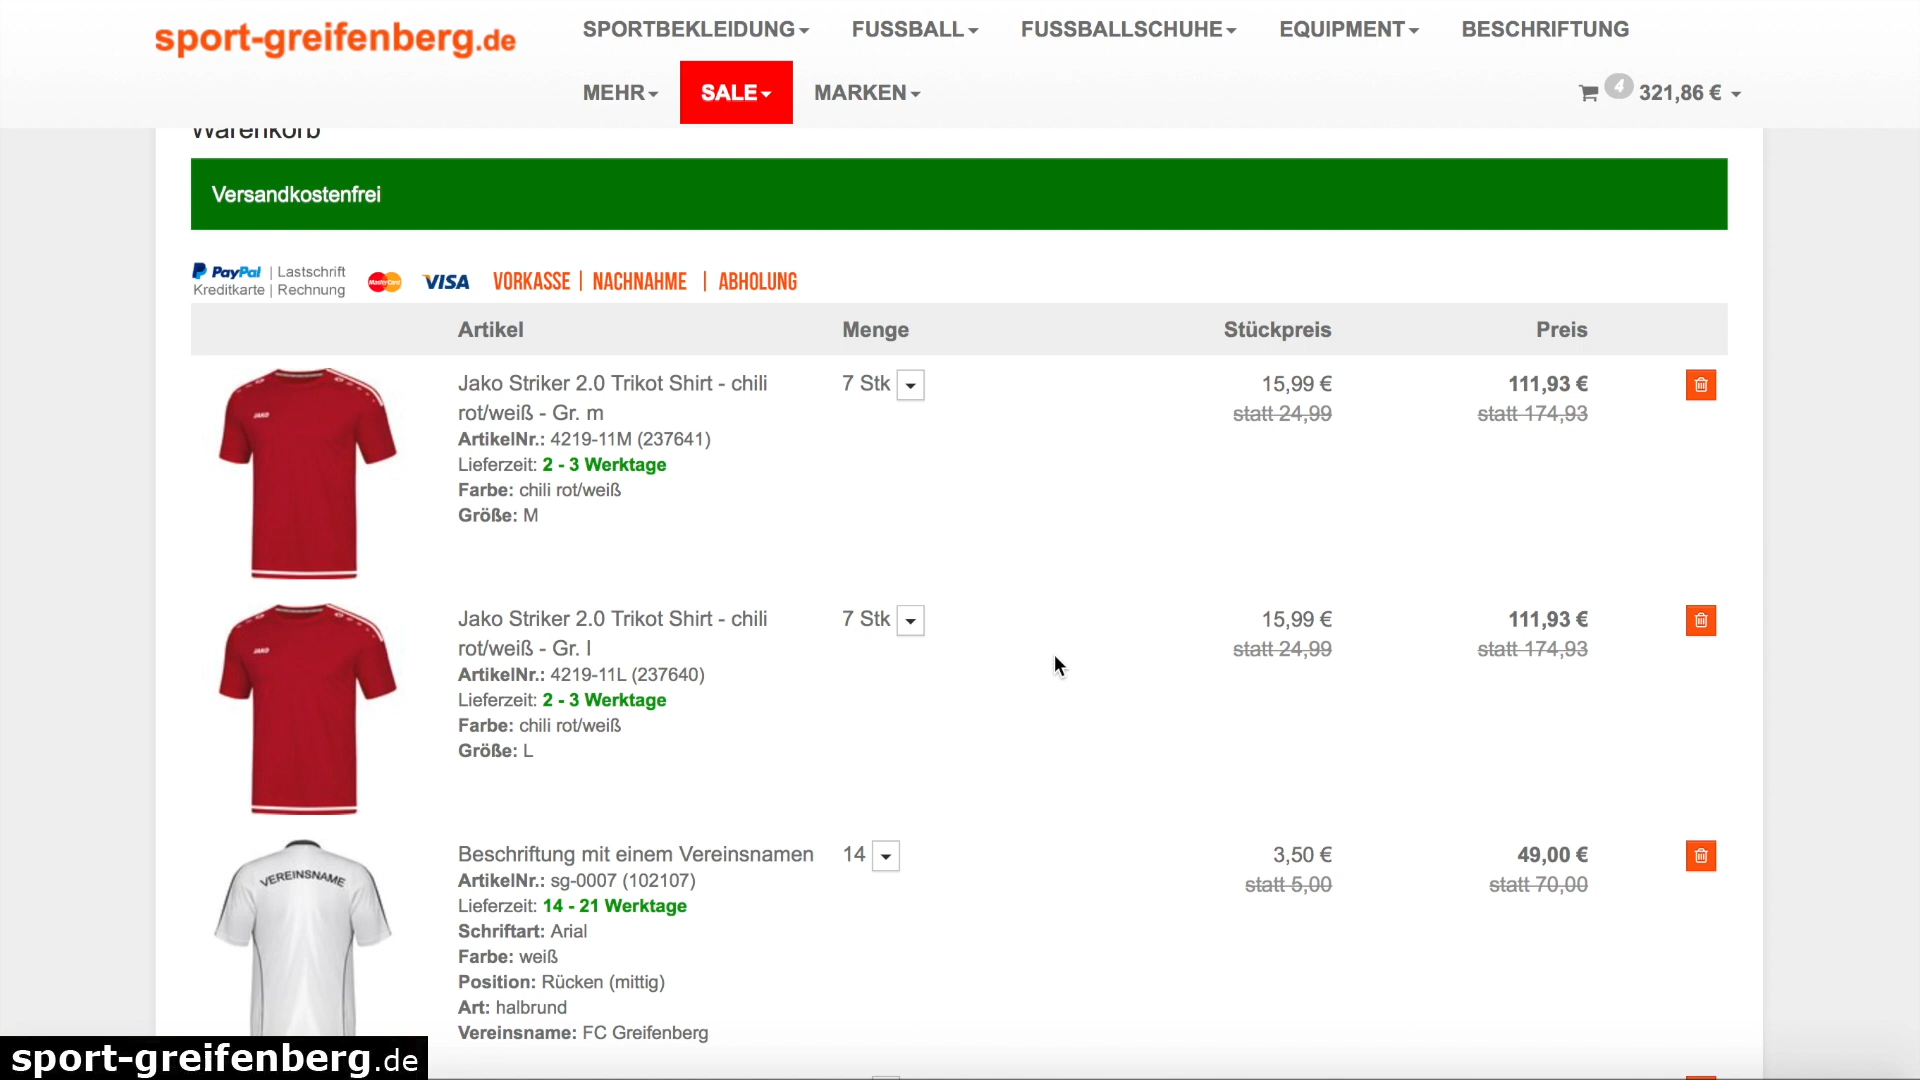 sport-greifenberg.de
SPORTBEKLEIDUNG FUSSBALL FUSSBALLSCHUHE EQUIPMENT BESCHRIFTUNG
MEHR SALE MARKEN 4 321,86 €
Warenkorb
Versandkostenfrei
PayPal | Lastschrift
Kreditkarte | Rechnung
MasterCard VISA VORKASSE | NACHNAHME | ABHOLUNG
Artikel Menge Stückpreis Preis
Jako Striker 2.0 Trikot Shirt - chili 7 Stk 15,99 € 111,93 €
rot/weiß - Gr. m statt 24,99 statt 174,93
JAKO
ArtikelNr.: 4219-11M (237641)
Lieferzeit: 2 - 3 Werktage
Farbe: chili rot/weiß
Größe: M
Jako Striker 2.0 Trikot Shirt - chili 7 Stk 15,99 € 111,93 €
rot/weiß - Gr. l statt 24,99 statt 174,93
JAKO
ArtikelNr.: 4219-11L (237640)
Lieferzeit: 2 - 3 Werktage
Farbe: chili rot/weiß
Größe: L
Beschriftung mit einem Vereinsnamen 14 3,50 € 49,00 €
VEREINSNAME
ArtikelNr.: sg-0007 (102107) statt 5,00 statt 70,00
Lieferzeit: 14 - 21 Werktage
Schriftart: Arial
Farbe: weiß
Position: Rücken (mittig)
Art: halbrund
Vereinsname: FC Greifenberg
sport-greifenberg.de